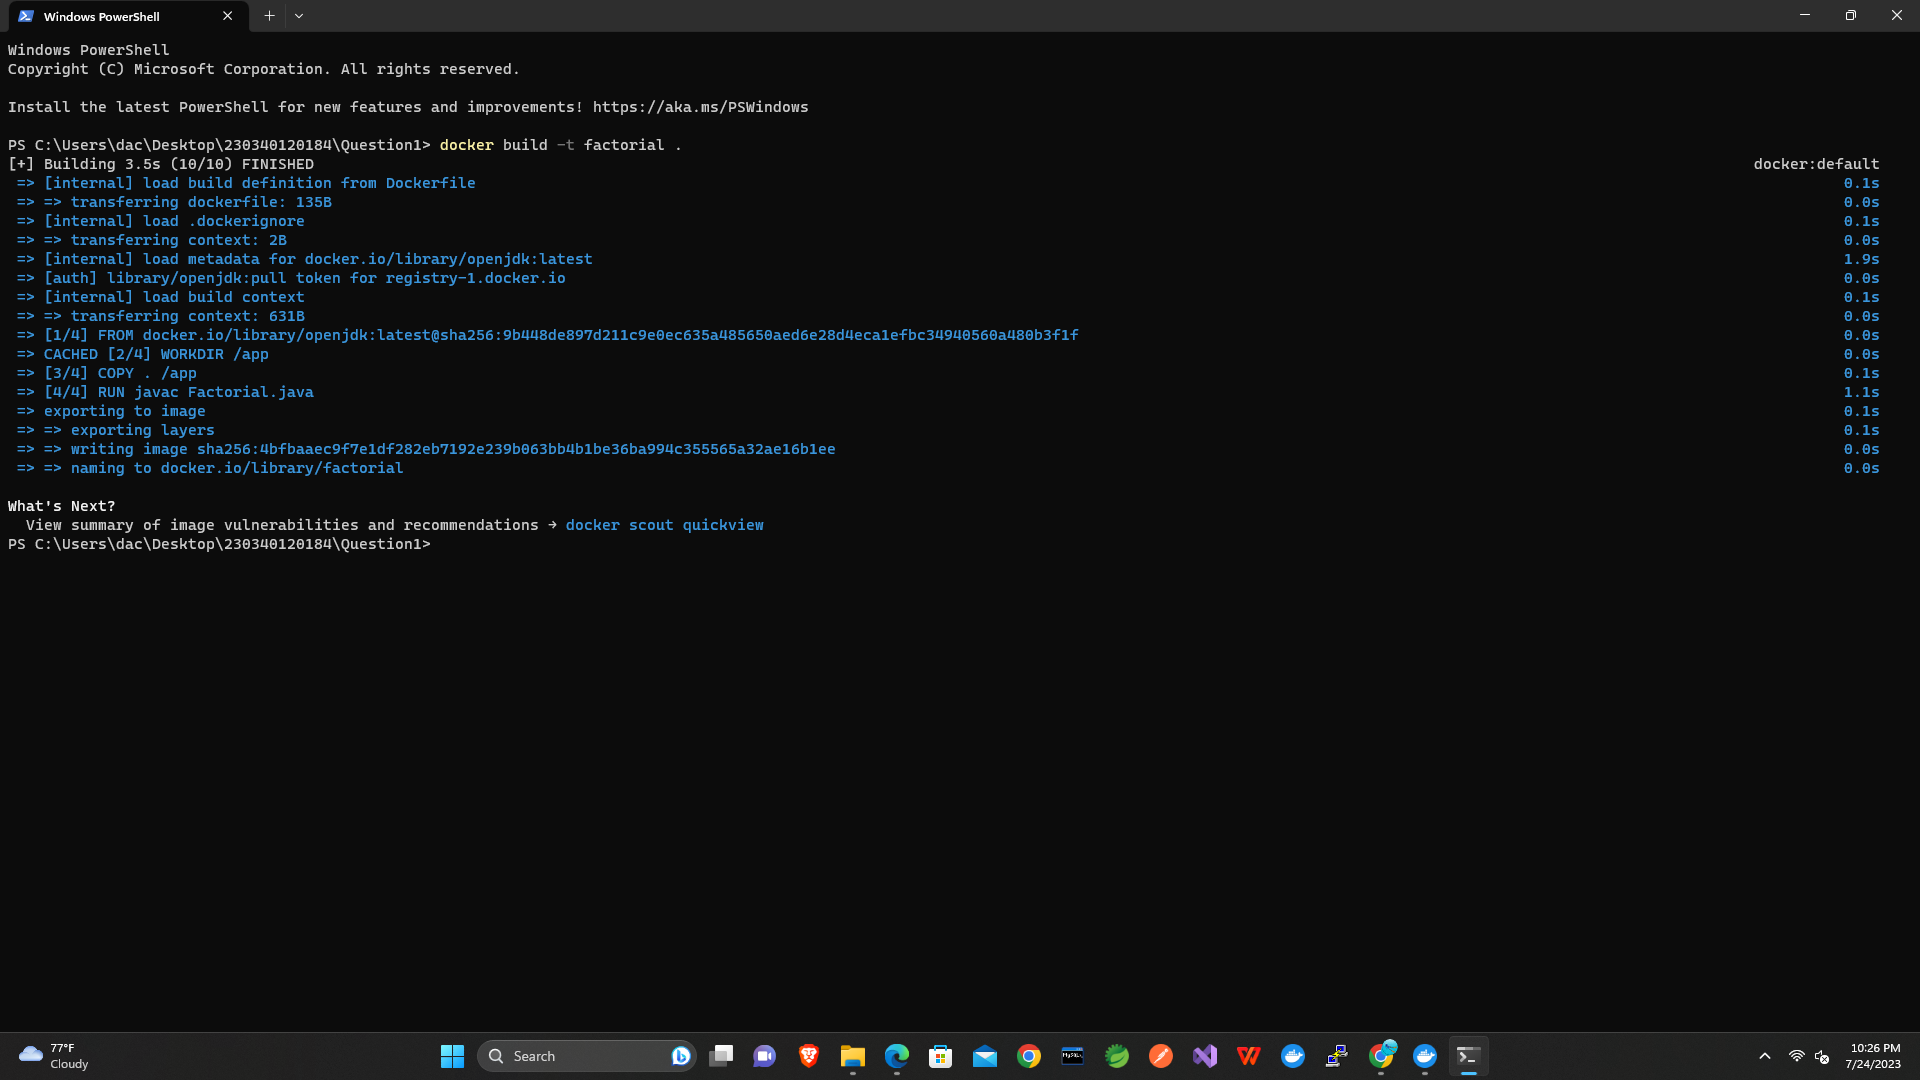 Windows PowerShell
Windows PowerShell
Copyright (C) Microsoft Corporation. All rights reserved.
Install the latest PowerShell for new features and improvements! https://aka.ms/PSWindows
PS C:\Users\dac\Desktop\230340120184\Question1> docker build -t factorial .
[+] Building 3.5s (10/10) FINISHED docker:default
=> [internal] load build definition from Dockerfile 0.1s
=> => transferring dockerfile: 135B 0.0s
=> [internal] load .dockerignore 0.1s
=> => transferring context: 2B 0.0s
=> [internal] load metadata for docker.io/library/openjdk:latest 1.9s
=> [auth] library/openjdk:pull token for registry-1.docker.io 0.0s
=> [internal] load build context 0.1s
=> => transferring context: 631B 0.0s
=> [1/4] FROM docker.io/library/openjdk:latest@sha256:9b448de897d211c9e0ec635a485650aed6e28d4eca1efbc34940560a480b3f1f 0.0s
=> CACHED [2/4] WORKDIR /app 0.0s
=> [3/4] COPY . /app 0.1s
=> [4/4] RUN javac Factorial.java 1.1s
=> exporting to image 0.1s
=> => exporting layers 0.1s
=> => writing image sha256:4bfbaaec9f7e1df282eb7192e239b063bb4b1be36ba994c355565a32ae16b1ee 0.0s
=> => naming to docker.io/library/factorial 0.0s
What's Next?
View summary of image vulnerabilities and recommendations → docker scout quickview
PS C:\Users\dac\Desktop\230340120184\Question1>
77°F
Cloudy
Search
MySQL
10:26 PM
7/24/2023